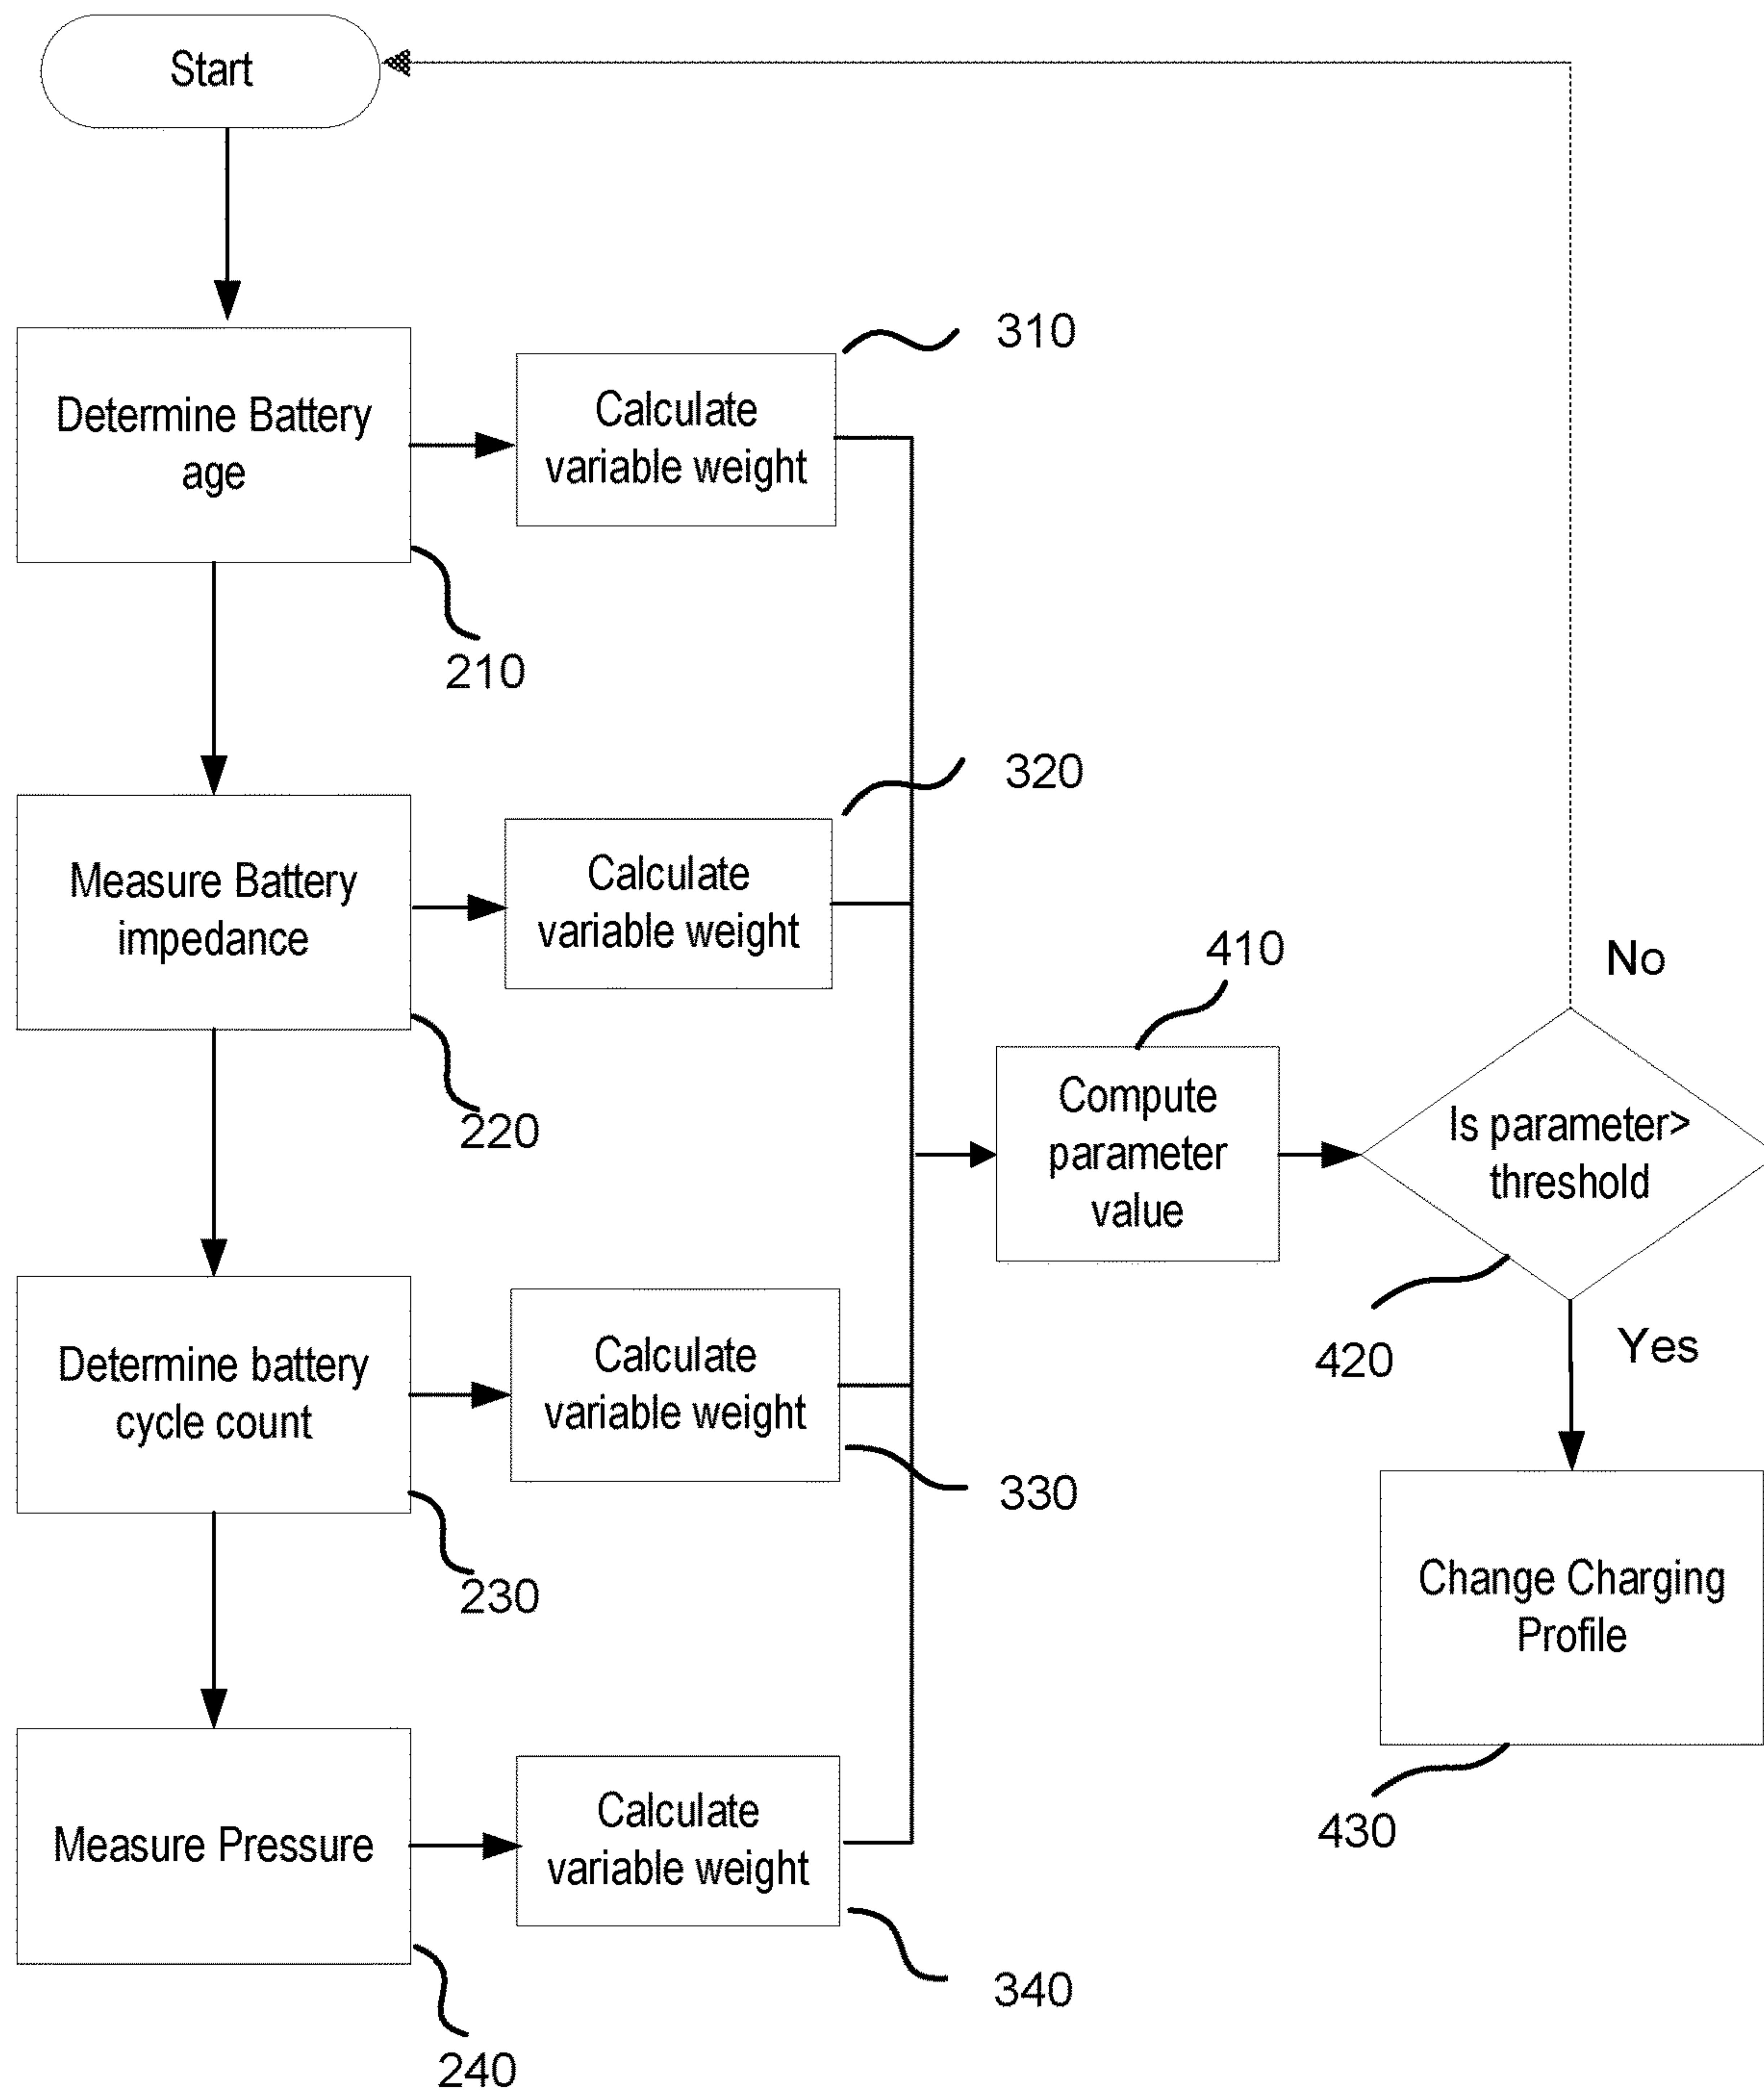 Start
310
Determine Battery
age
Calculate
variable weight
210
320
Measure Battery
impedance
Calculate
variable weight
220
410
No
Compute
parameter
value
Is parameter>
threshold
420
Yes
Determine battery
cycle count
Calculate
variable weight
330
230
Change Charging
Profile
430
Measure Pressure
Calculate
variable weight
340
240